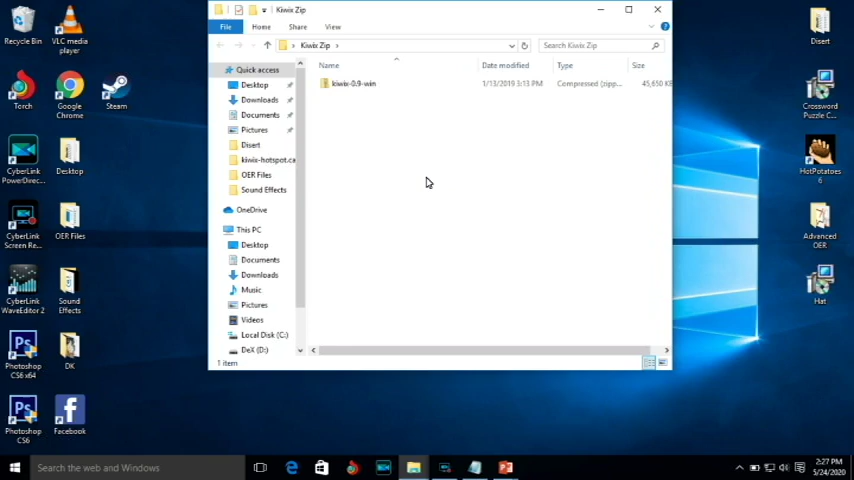 Kiwix Zip
File
Home
Share
View
Kiwix Zip
Search Kiwix Zip
Name
Date modified
Type
Size
kiwix-0.9-win
1/13/2019 3:13 PM
Compressed (zipp...
45,650 KB
Quick access
Desktop
Downloads
Documents
Pictures
Disert
kiwix-hotspot.ca
OER Files
Sound Effects
OneDrive
This PC
Desktop
Documents
Downloads
Music
Pictures
Videos
Local Disk (C:)
DeX (D:)
1 item
Recycle Bin
VLC media
player
Torch
Google
Chrome
Steam
CyberLink
PowerDirec...
Desktop
CyberLink
Screen Re...
OER Files
CyberLink
WaveEditor 2
Sound
Effects
Photoshop
CS6 x64
DK
Photoshop
CS6
Facebook
Disert
Crossword
Puzzle C...
HotPotatoes
6
Advanced
OER
Hat
Search the web and Windows
2:27 PM
5/24/2020